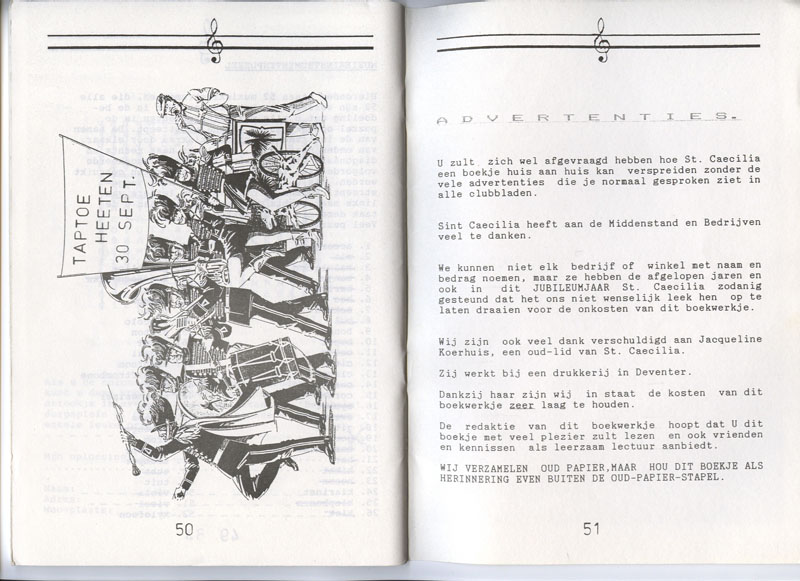 TAPTOE
HEETEN
30 SEPT.
50
ADVERTENTIES.
U zult zich wel afgevraagd hebben hoe St. Caecilia
een boekje huis aan huis kan verspreiden zonder de
vele advertenties die je normaal gesproken ziet in
alle clubbladen.
Sint Caecilia heeft aan de Middenstand en Bedrijven
veel te danken.
We kunnen niet elk bedrijf of winkel met naam en
bedrag noemen, maar ze hebben de afgelopen jaren en
ook in dit JUBILEUMJAAR St. Caecilia zodanig
gesteund dat het ons niet wenselijk leek hen op te
laten draaien voor de onkosten van dit boekwerkje.
Wij zijn ook veel dank verschuldigd aan Jacqueline
Koerhuis, een oud-lid van St. Caecilia.
Zij werkt bij een drukkerij in Deventer.
Dankzij haar zijn wij in staat de kosten van dit
boekwerkje zeer laag te houden.
De redaktie van dit boekwerkje hoopt dat U dit
boekje met veel plezier zult lezen en ook vrienden
en kennissen als leerzaam lectuur aanbiedt.
WIJ VERZAMELEN OUD PAPIER,MAAR HOU DIT BOEKJE ALS
HERINNERING EVEN BUITEN DE OUD-PAPIER-STAPEL.
51